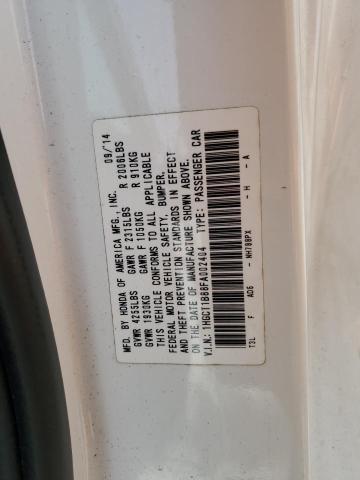 MFD. BY HONDA OF AMERICA MFG., INC. 09/14
GVWR 4255LBS GAWR F 2315LBS R 2006LBS
GVWR 1930KG GAWR F 1050KG R 910KG
THIS VEHICLE CONFORMS TO ALL APPLICABLE
FEDERAL MOTOR VEHICLE SAFETY, BUMPER,
AND THEFT PREVENTION STANDARDS IN EFFECT
ON THE DATE OF MANUFACTURE SHOWN ABOVE.
V.I.N.: 1HGCT1B88FA002404 TYPE: PASSENGER CAR
T3L F AD6 - NH788PX - H - A